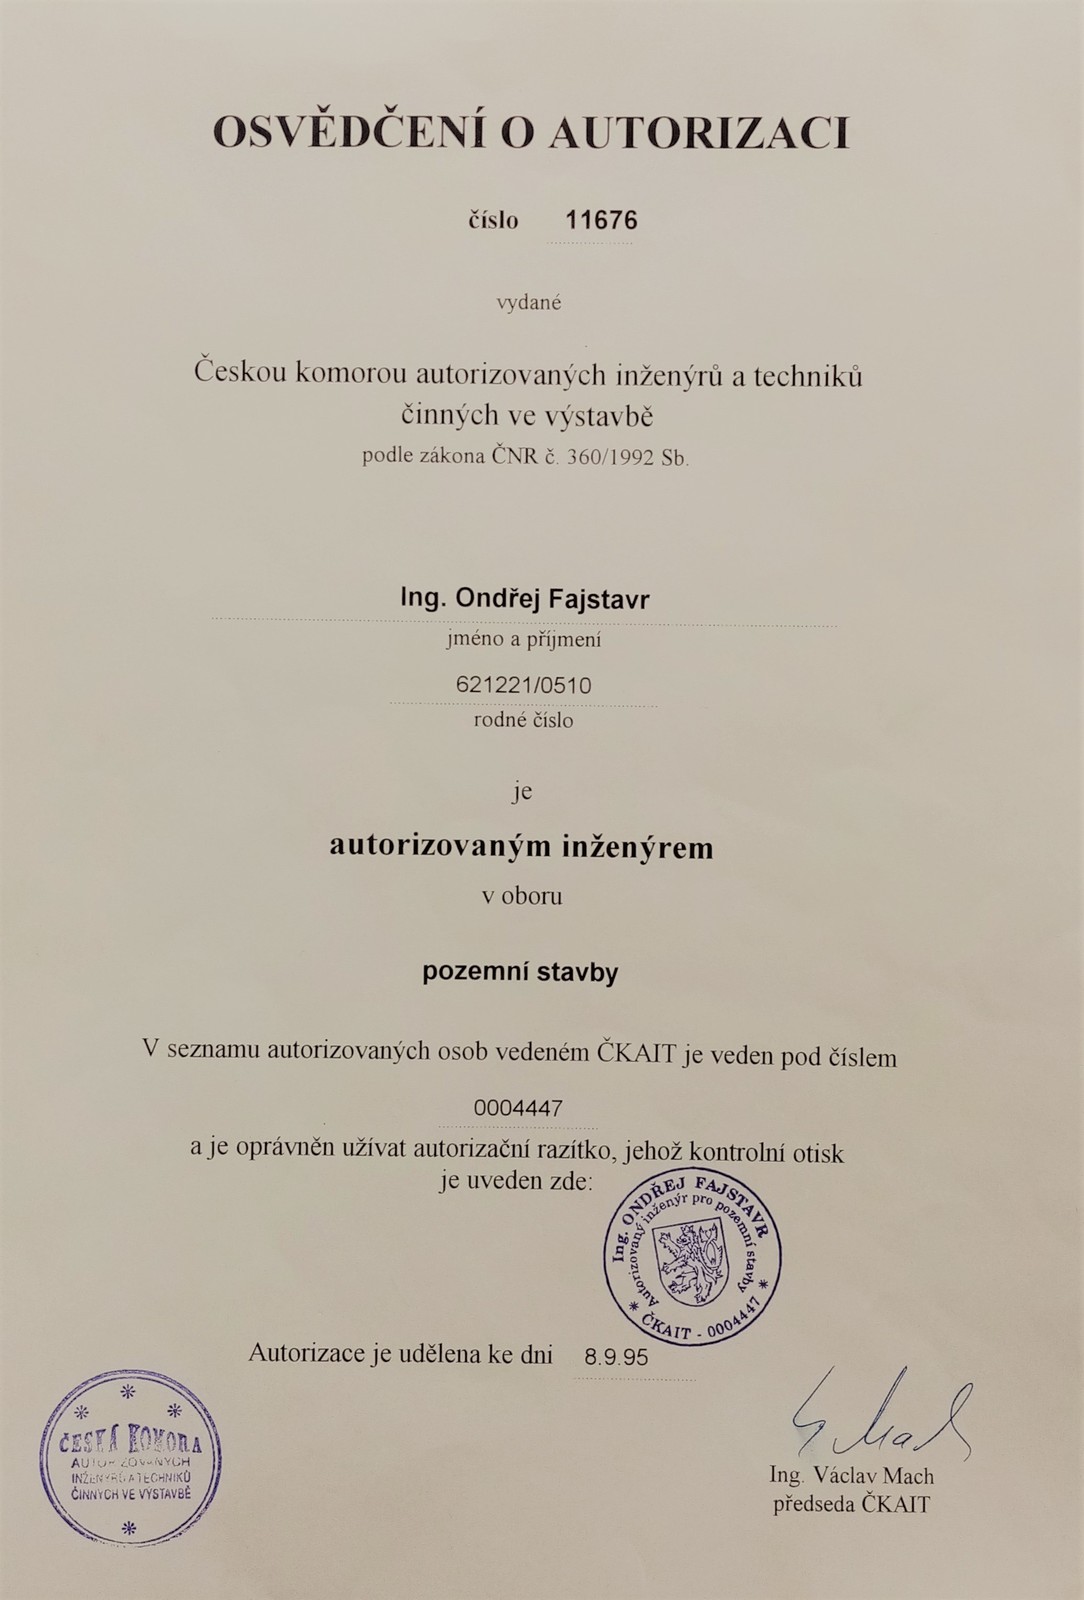 OSVĚDČENÍ O AUTORIZACI
číslo 11676
vydané
Českou komorou autorizovaných inženýrů a techniků
činných ve výstavbě
podle zákona ČNR č. 360/1992 Sb.
Ing. Ondřej Fajstavr
jméno a příjmení
621221/0510
rodné číslo
je
autorizovaným inženýrem
v oboru
pozemní stavby
V seznamu autorizovaných osob vedeném ČKAIT je veden pod číslem
0004447
a je oprávněn užívat autorizační razítko, jehož kontrolní otisk
je uveden zde:
Ing. ONDŘEJ FAJSTAVR
Autorizovaný inženýr pro pozemní stavby
* ČKAIT - 0004447 *
Autorizace je udělena ke dni 8.9.95
ČESKÁ KOMORA
AUTORIZOVANÝCH
INŽENÝRŮ A TECHNIKŮ
ČINNÝCH VE VÝSTAVBĚ
Mach
Ing. Václav Mach
předseda ČKAIT